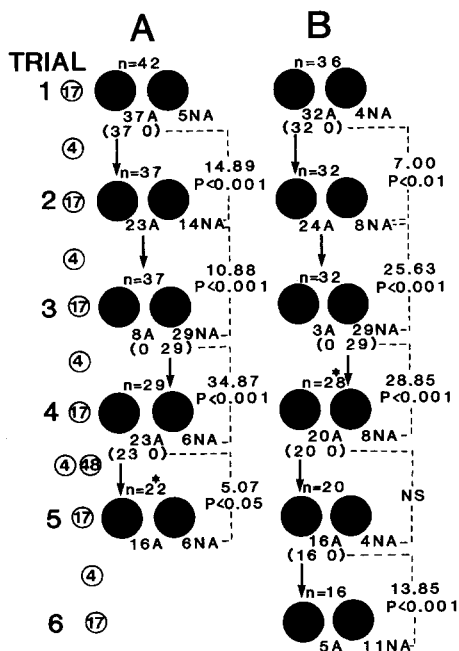 A B
TRIAL
n=42 n=36
1 17
37A 5NA 32A 4NA
(37 0) (32 0)
4
14.89 7.00
P<0.001 P<0.01
n=37 n=32
2 17
23A 14NA 24A 8NA
4
10.88 25.63
P<0.001 P<0.001
n=37 n=32
3 17
8A 29NA 3A 29NA
(0 29) (0 29)
4
34.87 28.85
P<0.001 P<0.001
n=29 n=28*
4 17
23A 6NA 20A 8NA
(23 0) (20 0)
4 48
5.07 NS
P<0.05
n=22* n=20
5 17
16A 6NA 16A 4NA
(16 0)
4
13.85
P<0.001
n=16
6 17
5A 11NA